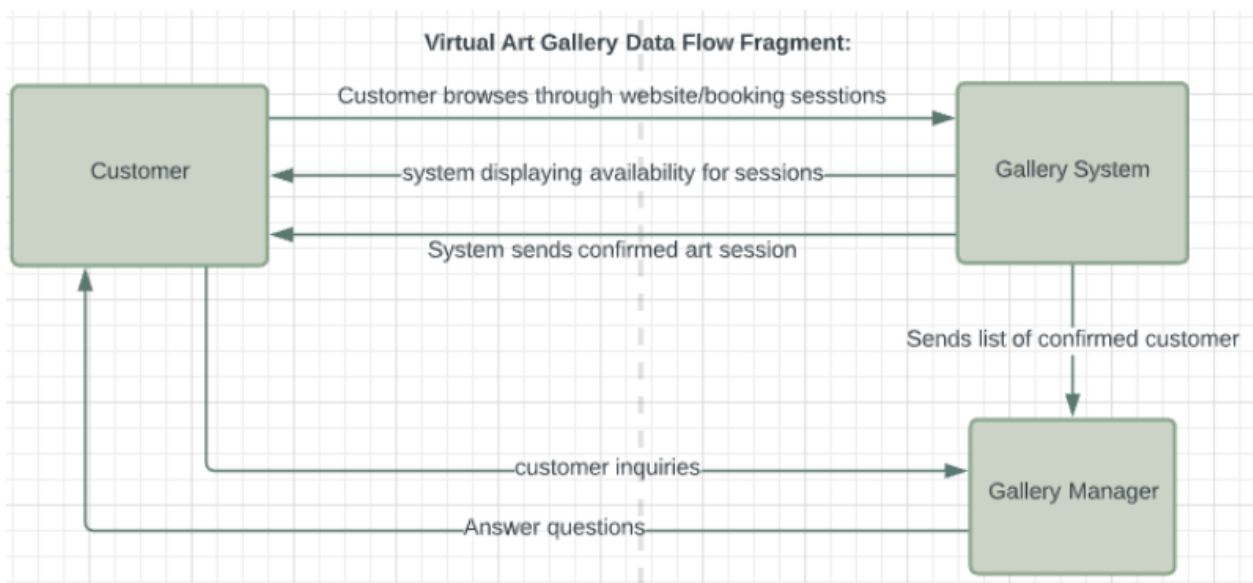 Virtual Art Gallery Data Flow Fragment:
Customer browses through website/booking sesstions
Customer
system displaying availability for sessions
Gallery System
System sends confirmed art session
Sends list of confirmed customer
customer inquiries
Gallery Manager
Answer questions